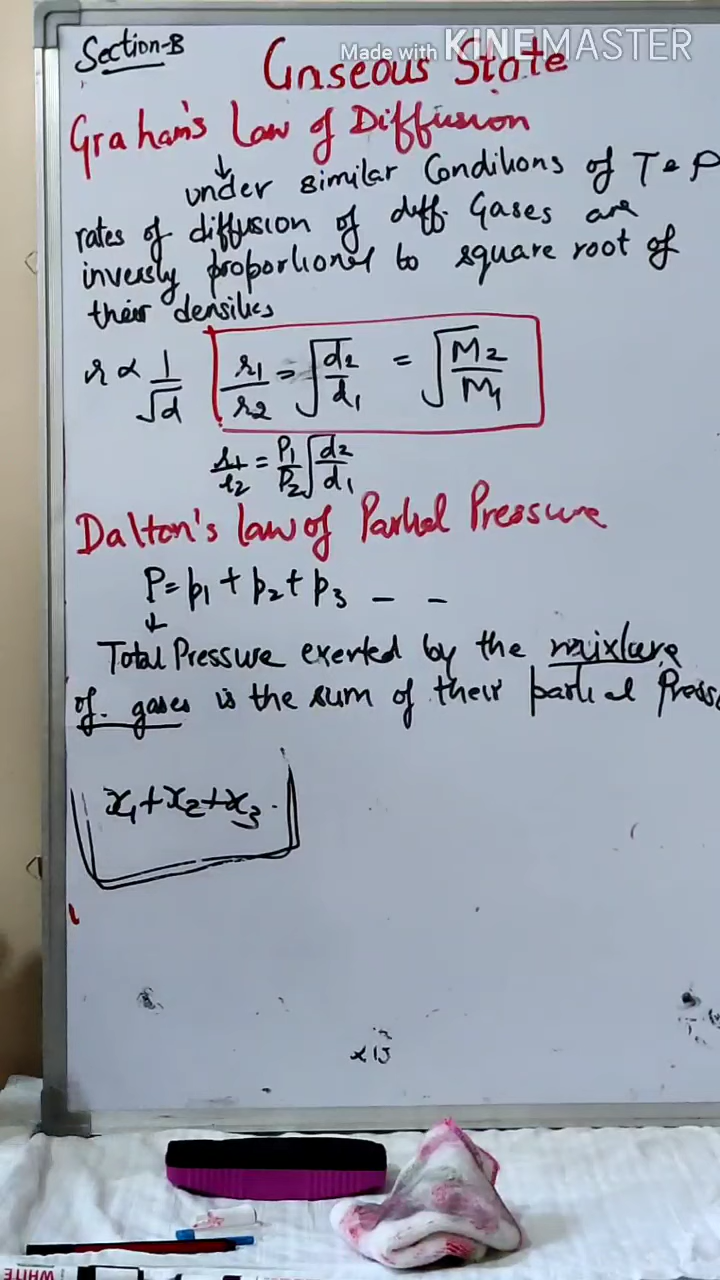 Section-B
Made with KINEMASTER
Gaseous State
Graham's Law of Diffusion
↓
under similar Conditions of T & P
rates of diffusion of diff. Gases are
inversly proportional to square root of
their densities
r ∝ 1/√d  r1/r2 = √d2/d1 = √M2/M1
r1/r2 = P1/P2 √d2/d1
Dalton's law of Partial Pressure
P = p1 + p2 + p3 – –
↓
Total Pressure exerted by the mixture
of gases is the sum of their partial Press
x1+x2+x3
WHITE